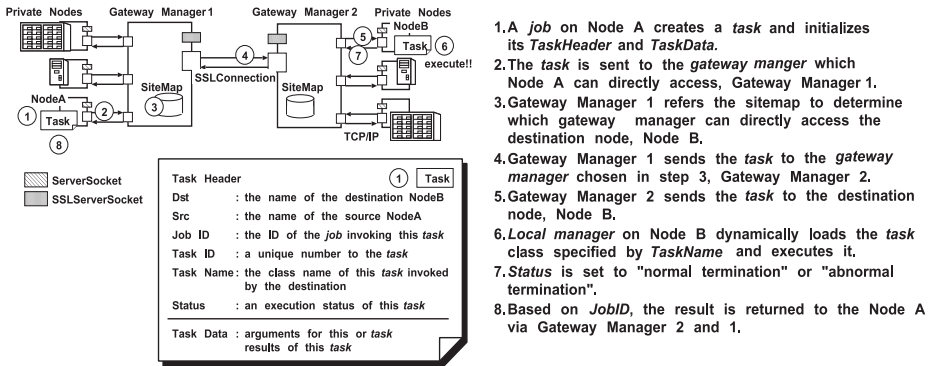 Private Nodes
Gateway Manager 1
Gateway Manager 2
Private Nodes
NodeB
5
Task
6
4
7
execute!!
SSLConnection
SiteMap
SiteMap
NodeA
3
1
Task
2
8
TCP/IP
ServerSocket
SSLServerSocket
Task Header
1
Task
Dst : the name of the destination NodeB
Src : the name of the source NodeA
Job ID : the ID of the job invoking this task
Task ID : a unique number to the task
Task Name: the class name of this task invoked
by the destination
Status : an execution status of this task
Task Data : arguments for this or task
results of this task
1.A job on Node A creates a task and initializes
its TaskHeader and TaskData.
2.The task is sent to the gateway manger which
Node A can directly access, Gateway Manager 1.
3.Gateway Manager 1 refers the sitemap to determine
which gateway manager can directly access the
destination node, Node B.
4.Gateway Manager 1 sends the task to the gateway
manager chosen in step 3, Gateway Manager 2.
5.Gateway Manager 2 sends the task to the destination
node, Node B.
6.Local manager on Node B dynamically loads the task
class specified by TaskName and executes it.
7.Status is set to "normal termination" or "abnormal
termination".
8.Based on JobID, the result is returned to the Node A
via Gateway Manager 2 and 1.